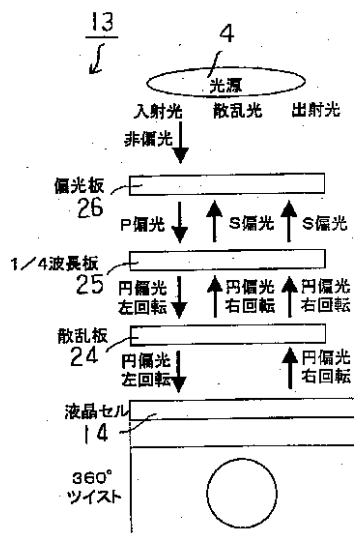 13
4
光源
入射光 散乱光 出射光
非偏光
偏光板
26
P偏光 S偏光 S偏光
1/4波長板
25
円偏光 円偏光 円偏光
左回転 右回転 右回転
散乱板
24
円偏光 円偏光
左回転 右回転
液晶セル
14
360°
ツイスト